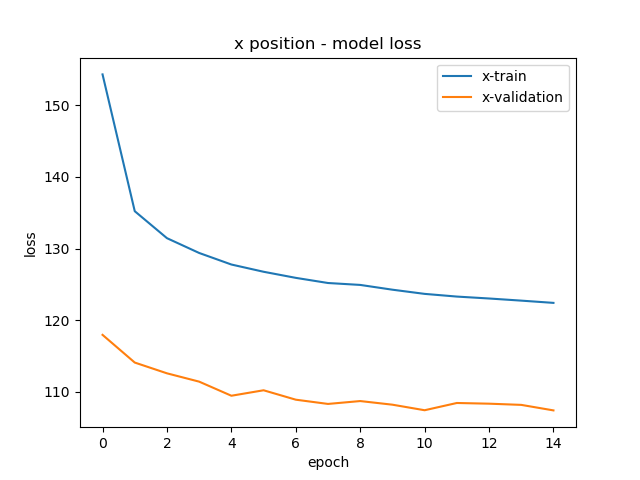 x position - model loss
x-train
x-validation
150
140
130
120
110
loss
0 2 4 6 8 10 12 14
epoch